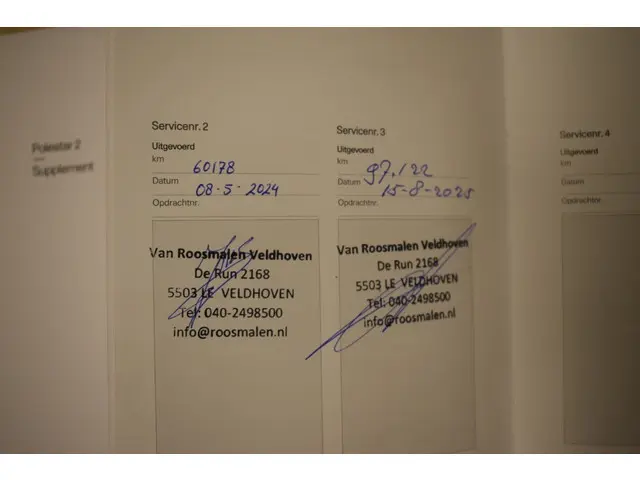 Polestar 2
Supplement
Servicenr. 2
Uitgevoerd
km 60178
Datum 08-5-2024
Opdrachtnr.
Van Roosmalen Veldhoven
De Run 2168
5503 LE VELDHOVEN
Tel: 040-2498500
info@roosmalen.nl
Servicenr. 3
Uitgevoerd
km 97.122
Datum 15-8-2025
Opdrachtnr.
Van Roosmalen Veldhoven
De Run 2168
5503 LE VELDHOVEN
Tel: 040-2498500
info@roosmalen.nl
Servicenr. 4
Uitgevoerd
km
Datum
Opdrachtnr.